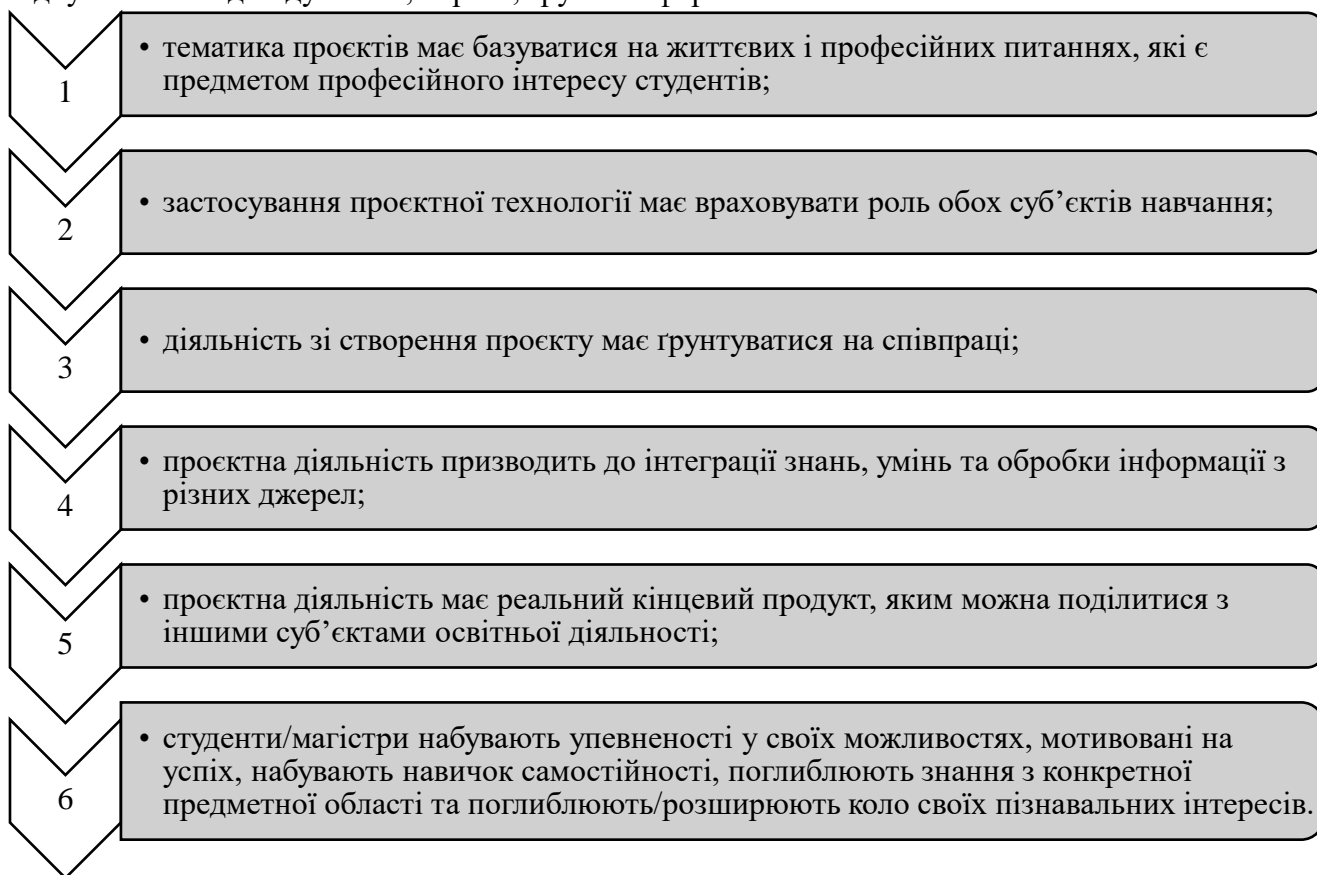 1
• тематика проєктів має базуватися на життєвих і професійних питаннях, які є
предметом професійного інтересу студентів;
2
• застосування проєктної технології має враховувати роль обох суб’єктів навчання;
3
• діяльність зі створення проєкту має ґрунтуватися на співпраці;
4
• проєктна діяльність призводить до інтеграції знань, умінь та обробки інформації з
різних джерел;
5
• проєктна діяльність має реальний кінцевий продукт, яким можна поділитися з
іншими суб’єктами освітньої діяльності;
6
• студенти/магістри набувають упевненості у своїх можливостях, мотивовані на
успіх, набувають навичок самостійності, поглиблюють знання з конкретної
предметної області та поглиблюють/розширюють коло своїх пізнавальних інтересів.